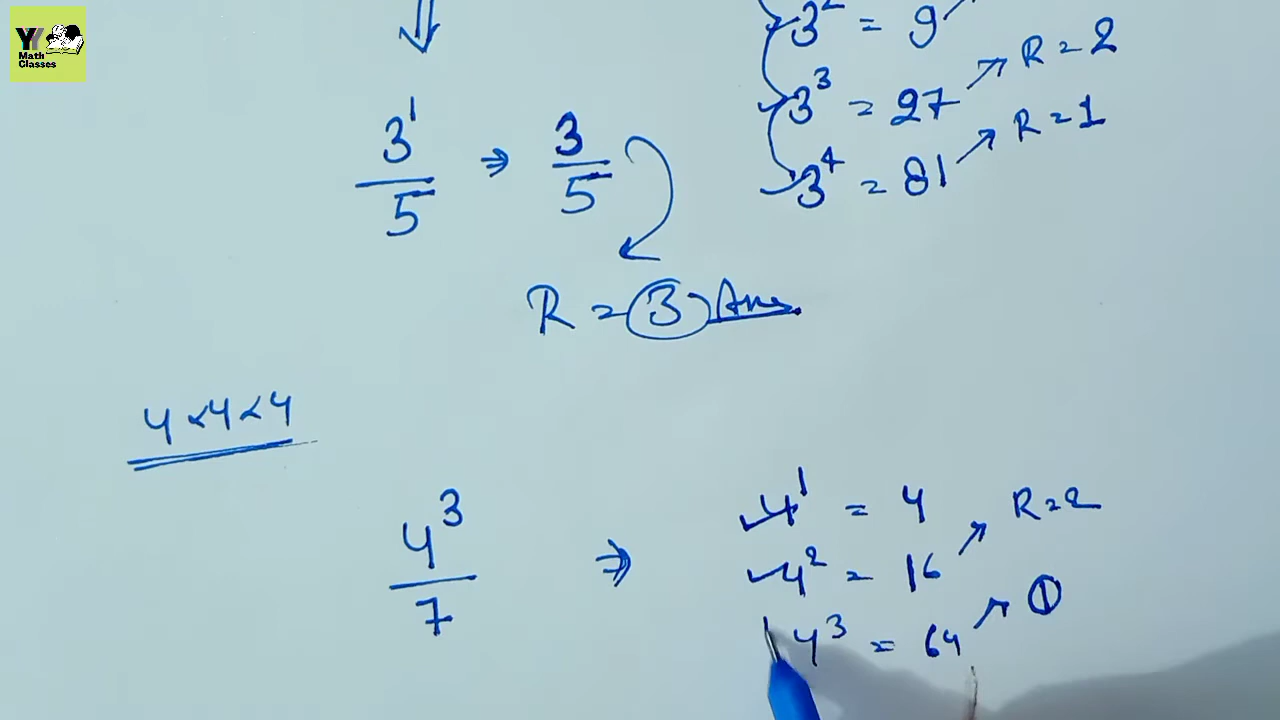 YY
Math
Classes
3² = 9
3³ = 27 ↗ R = 2
3⁴ = 81 ↗ R = 1
3¹/5 ⇒ 3/5
R = 3 Ans.
4×4×4
4³/7 ⇒
4¹ = 4
4² = 16 ↗ R=2
4³ = 64 ↗ 1